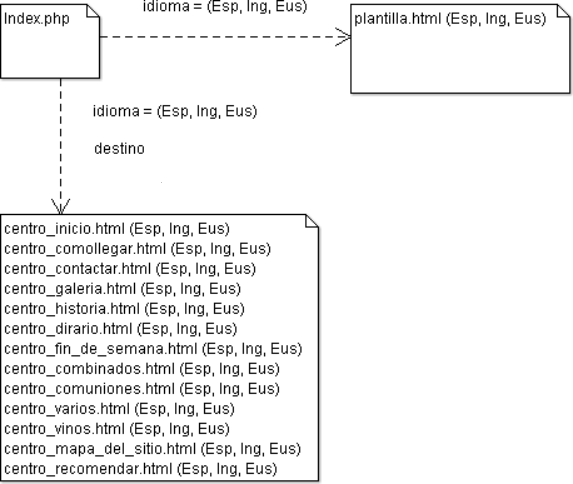 idioma = (Esp, Ing, Eus)
Index.php
plantilla.html (Esp, Ing, Eus)
idioma = (Esp, Ing, Eus)
destino
centro_inicio.html (Esp, Ing, Eus)
centro_comollegar.html (Esp, Ing, Eus)
centro_contactar.html (Esp, Ing, Eus)
centro_galeria.html (Esp, Ing, Eus)
centro_historia.html (Esp, Ing, Eus)
centro_dirario.html (Esp, Ing, Eus)
centro_fin_de_semana.html (Esp, Ing, Eus)
centro_combinados.html (Esp, Ing, Eus)
centro_comuniones.html (Esp, Ing, Eus)
centro_varios.html (Esp, Ing, Eus)
centro_vinos.html (Esp, Ing, Eus)
centro_mapa_del_sitio.html (Esp, Ing, Eus)
centro_recomendar.html (Esp, Ing, Eus)